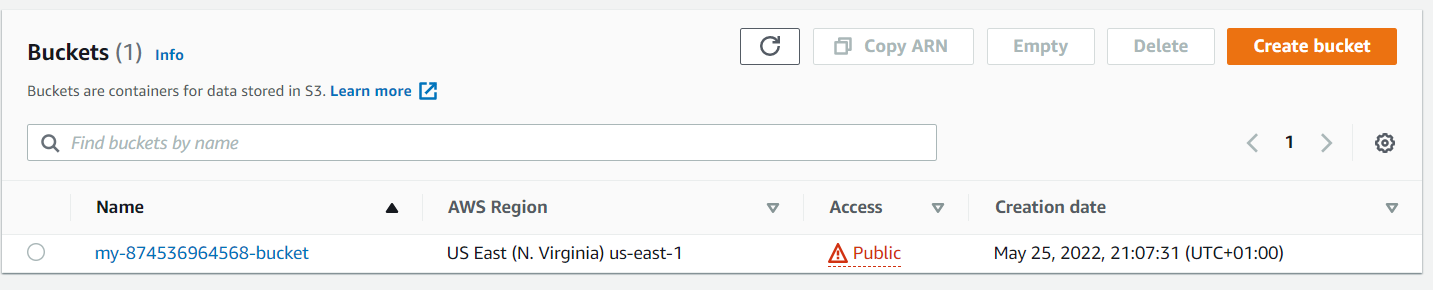 Buckets (1) Info
Copy ARN
Empty
Delete
Create bucket
Buckets are containers for data stored in S3. Learn more
Find buckets by name
1
Name AWS Region Access Creation date
my-874536964568-bucket US East (N. Virginia) us-east-1 Public May 25, 2022, 21:07:31 (UTC+01:00)